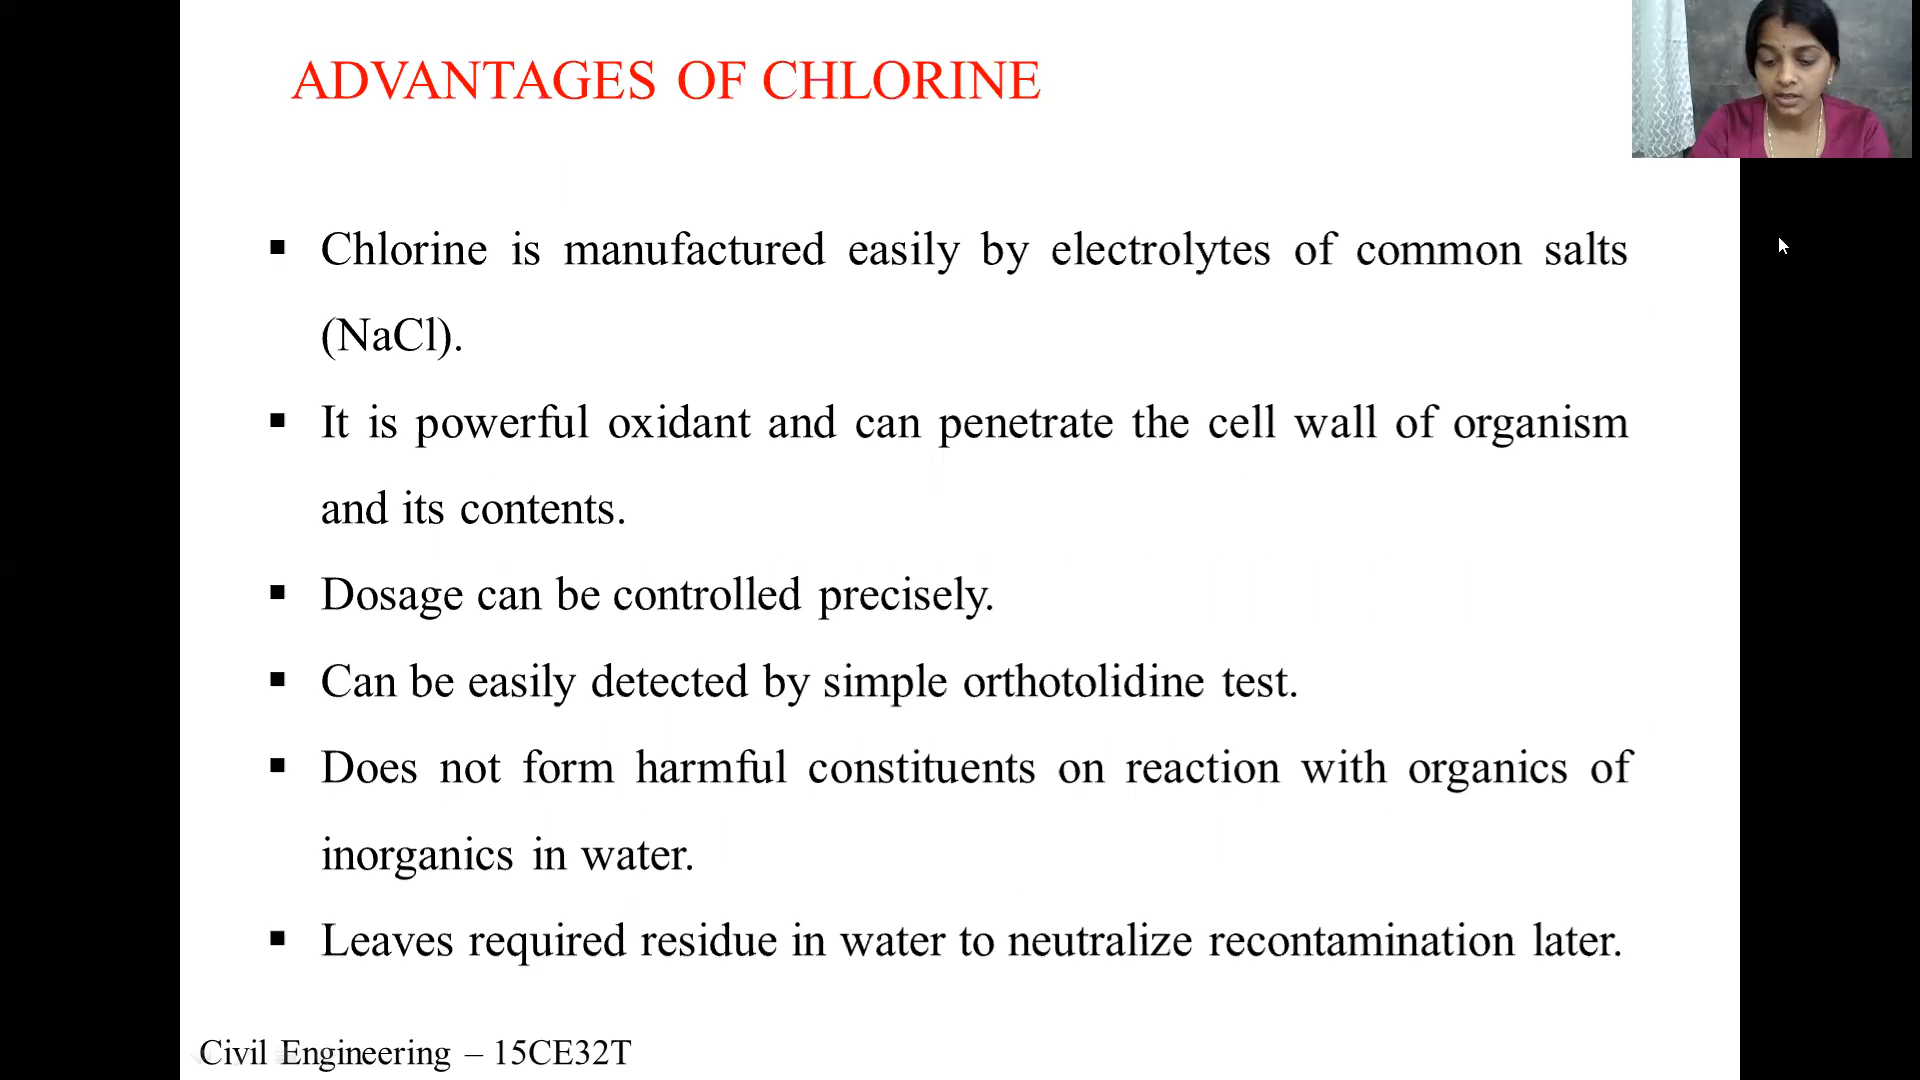 ADVANTAGES OF CHLORINE
▪ Chlorine is manufactured easily by electrolytes of common salts
(NaCl).
▪ It is powerful oxidant and can penetrate the cell wall of organism
and its contents.
▪ Dosage can be controlled precisely.
▪ Can be easily detected by simple orthotolidine test.
▪ Does not form harmful constituents on reaction with organics of
inorganics in water.
▪ Leaves required residue in water to neutralize recontamination later.
Civil Engineering – 15CE32T